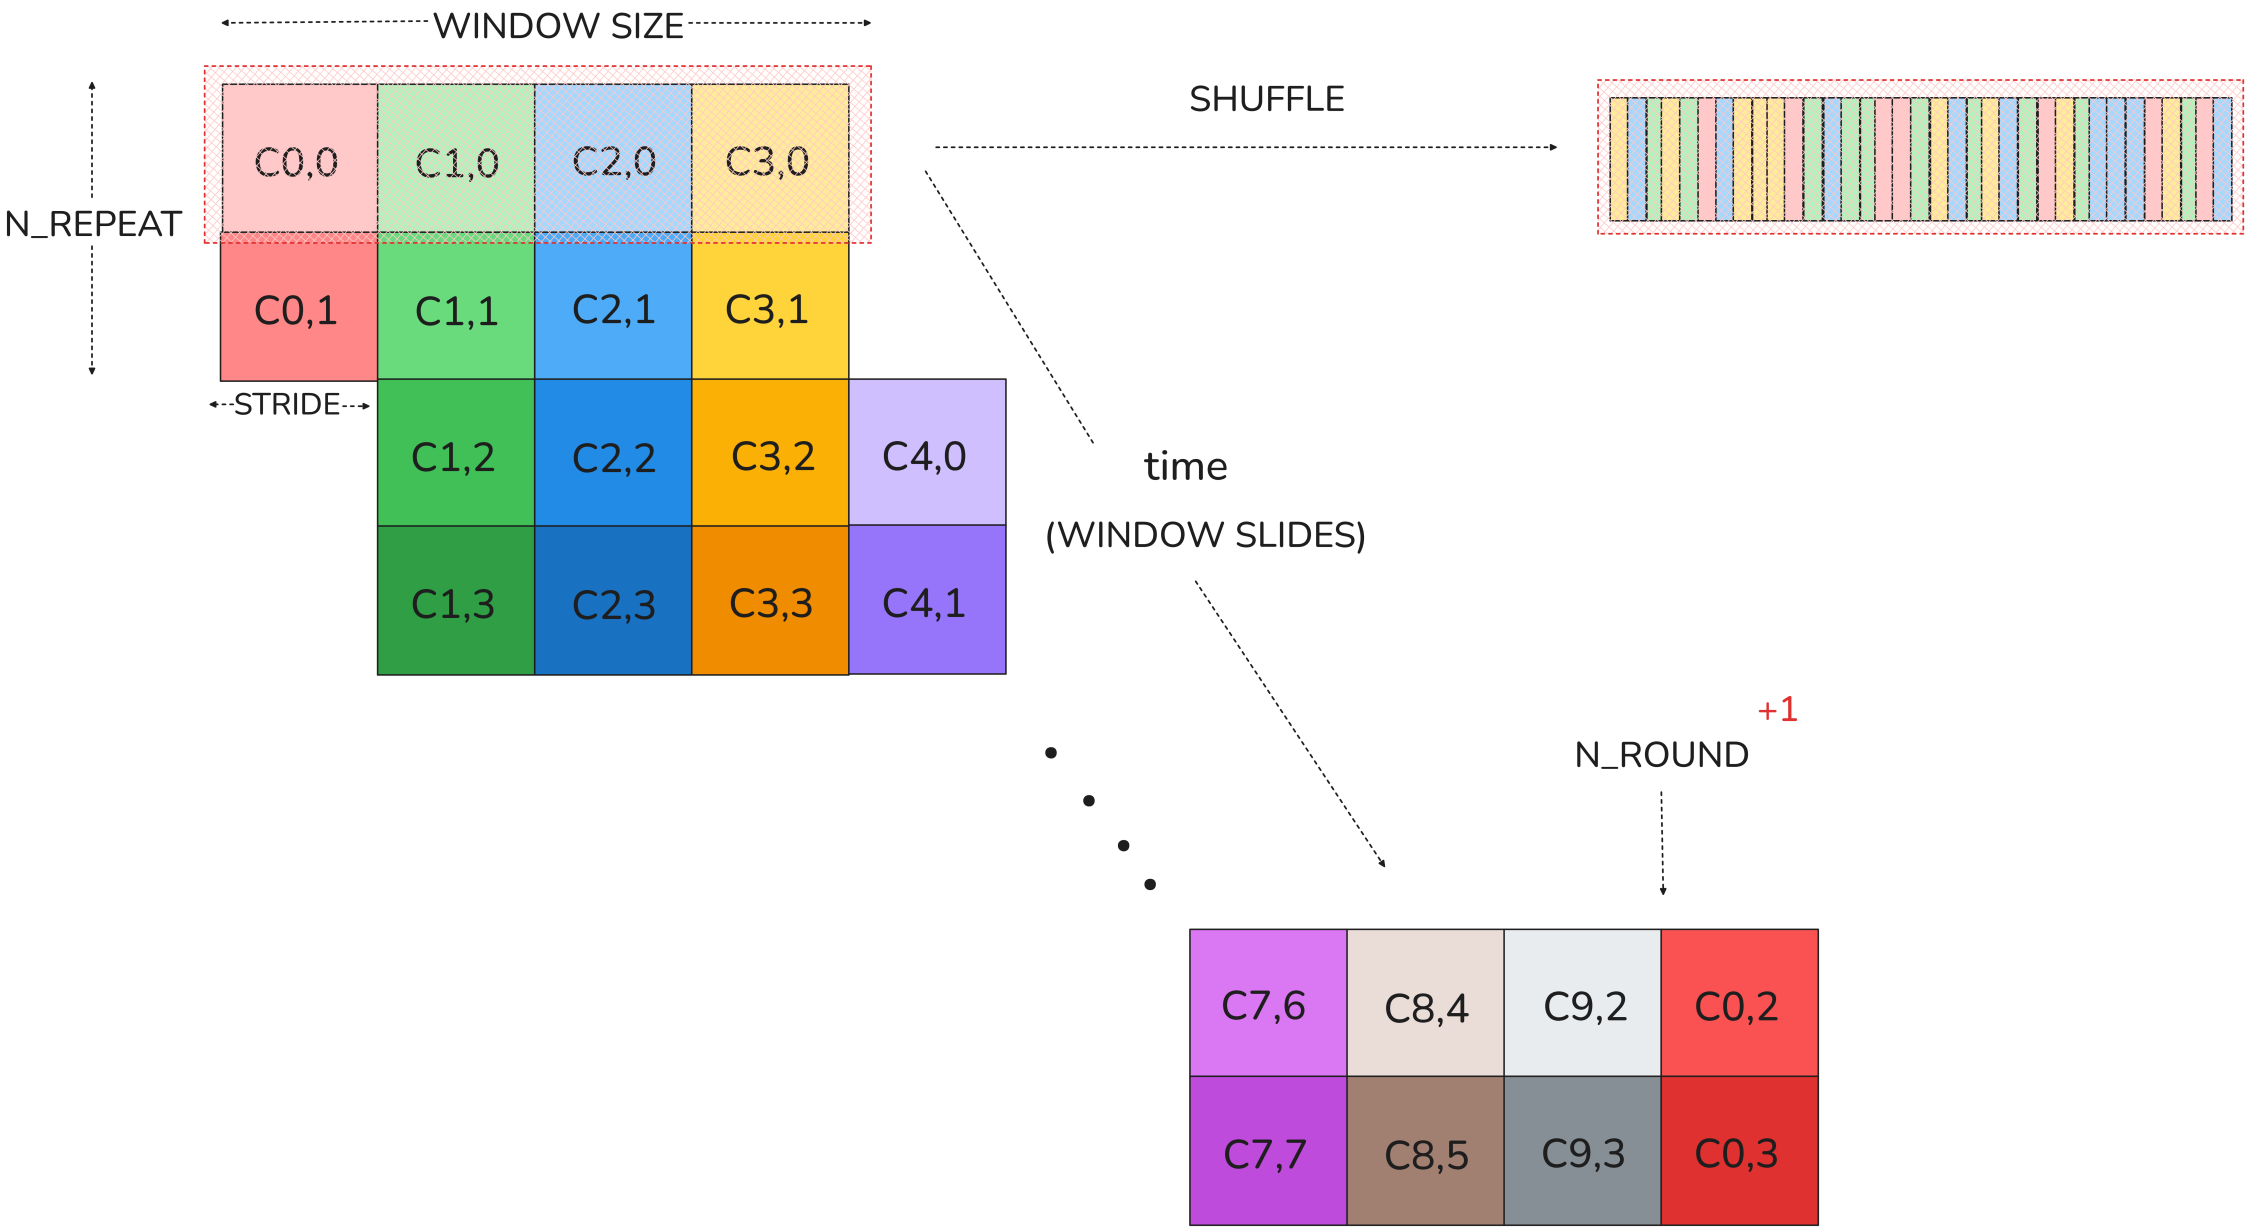 WINDOW SIZE
C0,0 C1,0 C2,0 C3,0
SHUFFLE
N_REPEAT
C0,1 C1,1 C2,1 C3,1
STRIDE
C1,2 C2,2 C3,2 C4,0
time
(WINDOW SLIDES)
C1,3 C2,3 C3,3 C4,1
+1
N_ROUND
C7,6 C8,4 C9,2 C0,2
C7,7 C8,5 C9,3 C0,3